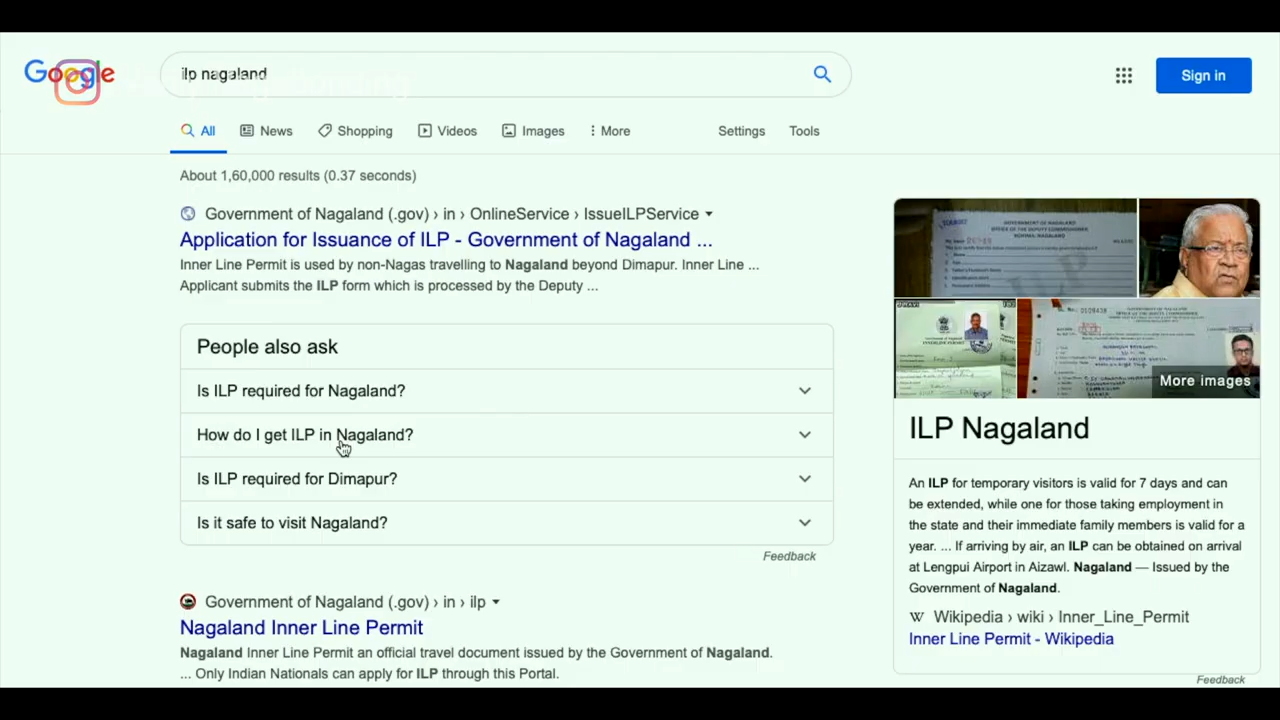 Google
ilp nagaland
Sign in
All
News
Shopping
Videos
Images
More
Settings
Tools
About 1,60,000 results (0.37 seconds)
Government of Nagaland (.gov) › in › OnlineService › IssueILPService
Application for Issuance of ILP - Government of Nagaland ...
Inner Line Permit is used by non-Nagas travelling to Nagaland beyond Dimapur. Inner Line ...
Applicant submits the ILP form which is processed by the Deputy ...
People also ask
Is ILP required for Nagaland?
How do I get ILP in Nagaland?
Is ILP required for Dimapur?
Is it safe to visit Nagaland?
Feedback
Government of Nagaland (.gov) › in › ilp
Nagaland Inner Line Permit
Nagaland Inner Line Permit an official travel document issued by the Government of Nagaland.
... Only Indian Nationals can apply for ILP through this Portal.
More images
ILP Nagaland
An ILP for temporary visitors is valid for 7 days and can
be extended, while one for those taking employment in
the state and their immediate family members is valid for a
year. ... If arriving by air, an ILP can be obtained on arrival
at Lengpui Airport in Aizawl. Nagaland — Issued by the
Government of Nagaland.
W Wikipedia › wiki › Inner_Line_Permit
Inner Line Permit - Wikipedia
Feedback